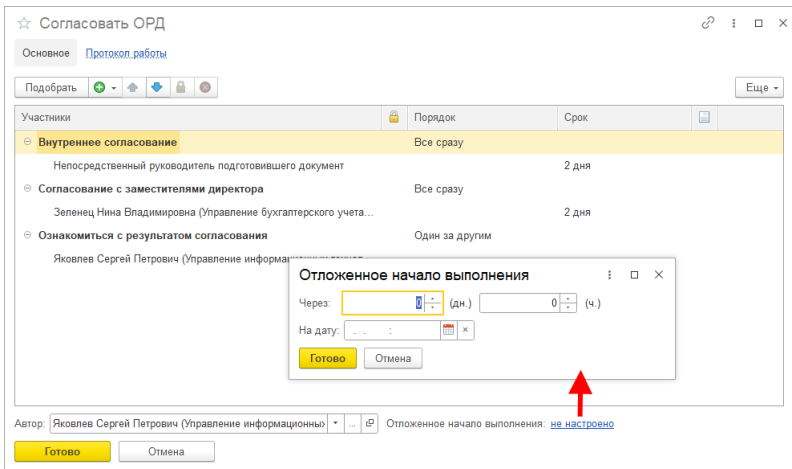 Согласовать ОРД
Основное Протокол работы
Подобрать Еще
Участники Порядок Срок
Внутреннее согласование Все сразу
Непосредственный руководитель подготовившего документ 2 дня
Согласование с заместителями директора Все сразу
Зеленец Нина Владимировна (Управление бухгалтерского учета... 2 дня
Ознакомиться с результатом согласования Один за другим
Яковлев Сергей Петрович (Управление
Отложенное начало выполнения
Через: 0 (дн.) 0 (ч.)
На дату: . . :
Готово Отмена
Автор: Яковлев Сергей Петрович (Управление информационных ... Отложенное начало выполнения: не настроено
Готово Отмена